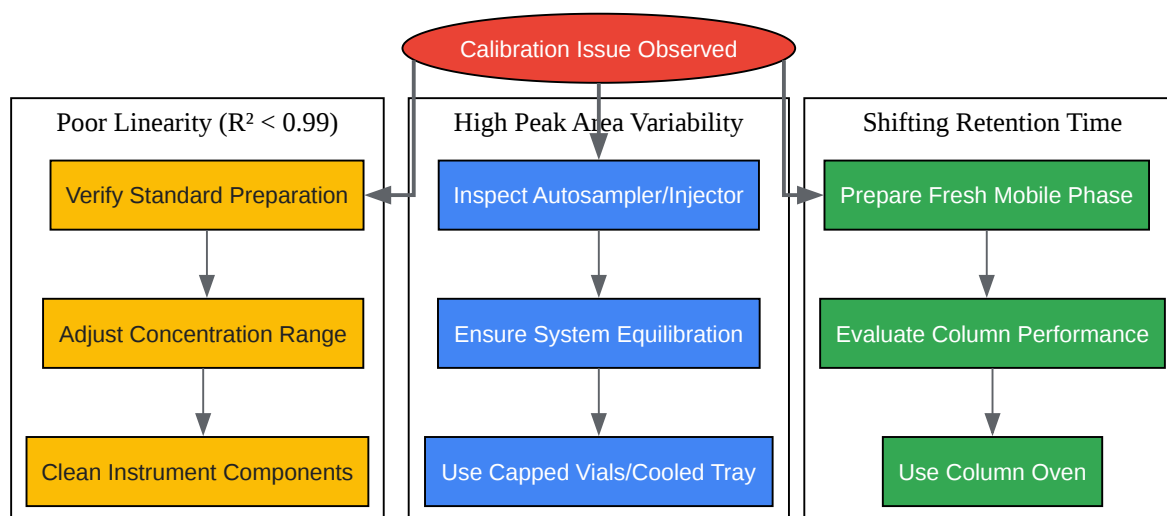 Calibration Issue Observed
Poor Linearity (R² < 0.99)
Verify Standard Preparation
Adjust Concentration Range
Clean Instrument Components
High Peak Area Variability
Inspect Autosampler/Injector
Ensure System Equilibration
Use Capped Vials/Cooled Tray
Shifting Retention Time
Prepare Fresh Mobile Phase
Evaluate Column Performance
Use Column Oven